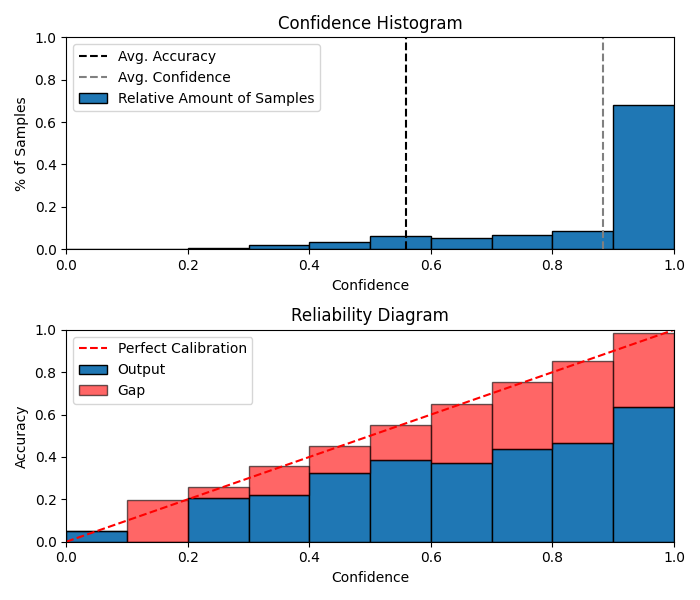 Confidence Histogram
1.0
0.8
0.6
0.4
0.2
0.0
% of Samples
Avg. Accuracy
Avg. Confidence
Relative Amount of Samples
0.0 0.2 0.4 0.6 0.8 1.0
Confidence
Reliability Diagram
1.0
0.8
0.6
0.4
0.2
0.0
Accuracy
Perfect Calibration
Output
Gap
0.0 0.2 0.4 0.6 0.8 1.0
Confidence